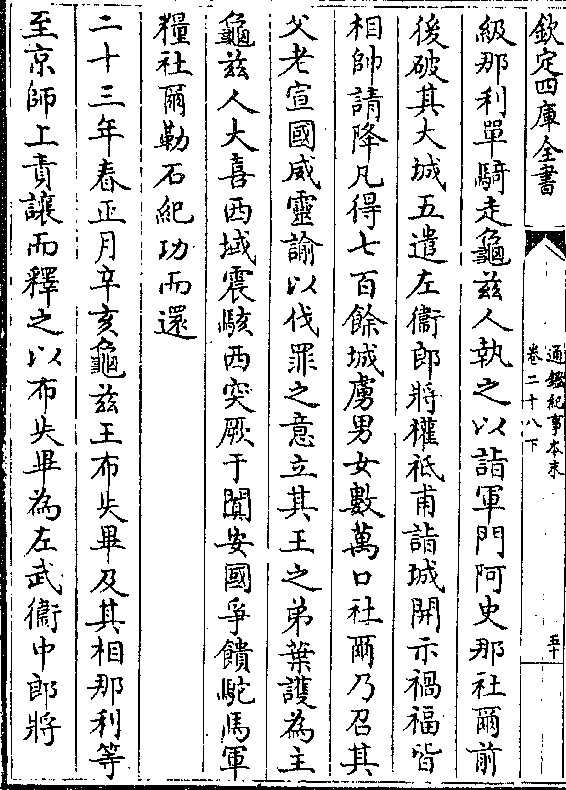 欽定四庫全書
通鑑紀事本末
卷二十八下
五十
級那利單騎走龜兹人執之以詣軍門阿史那社爾前
後破其大城五遣左衛郎將權祗甫詣城開示禍福皆
相帥請降凡得七百餘城虜男女數萬口社爾乃召其
父老宣國威靈諭以伐罪之意立其王之弟葉護為主
龜兹人大喜西域震駭西突厥于闐安國爭饋駝馬軍
糧社爾勒石紀功而還
二十三年春正月辛亥龜兹王布失畢及其相那利等
至京師上責讓而釋之以布失畢為左武衛中郎將